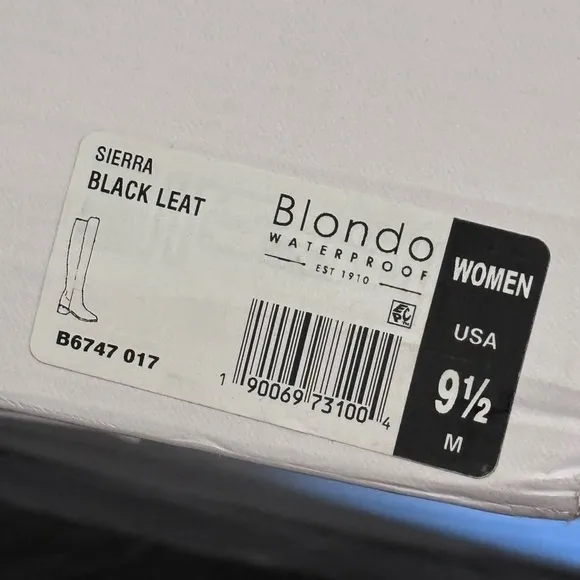 SIERRA
BLACK LEAT
B6747 017
Blondo
WATERPROOF
EST 1910
1 90069 73100 4
WOMEN
USA
9½
M